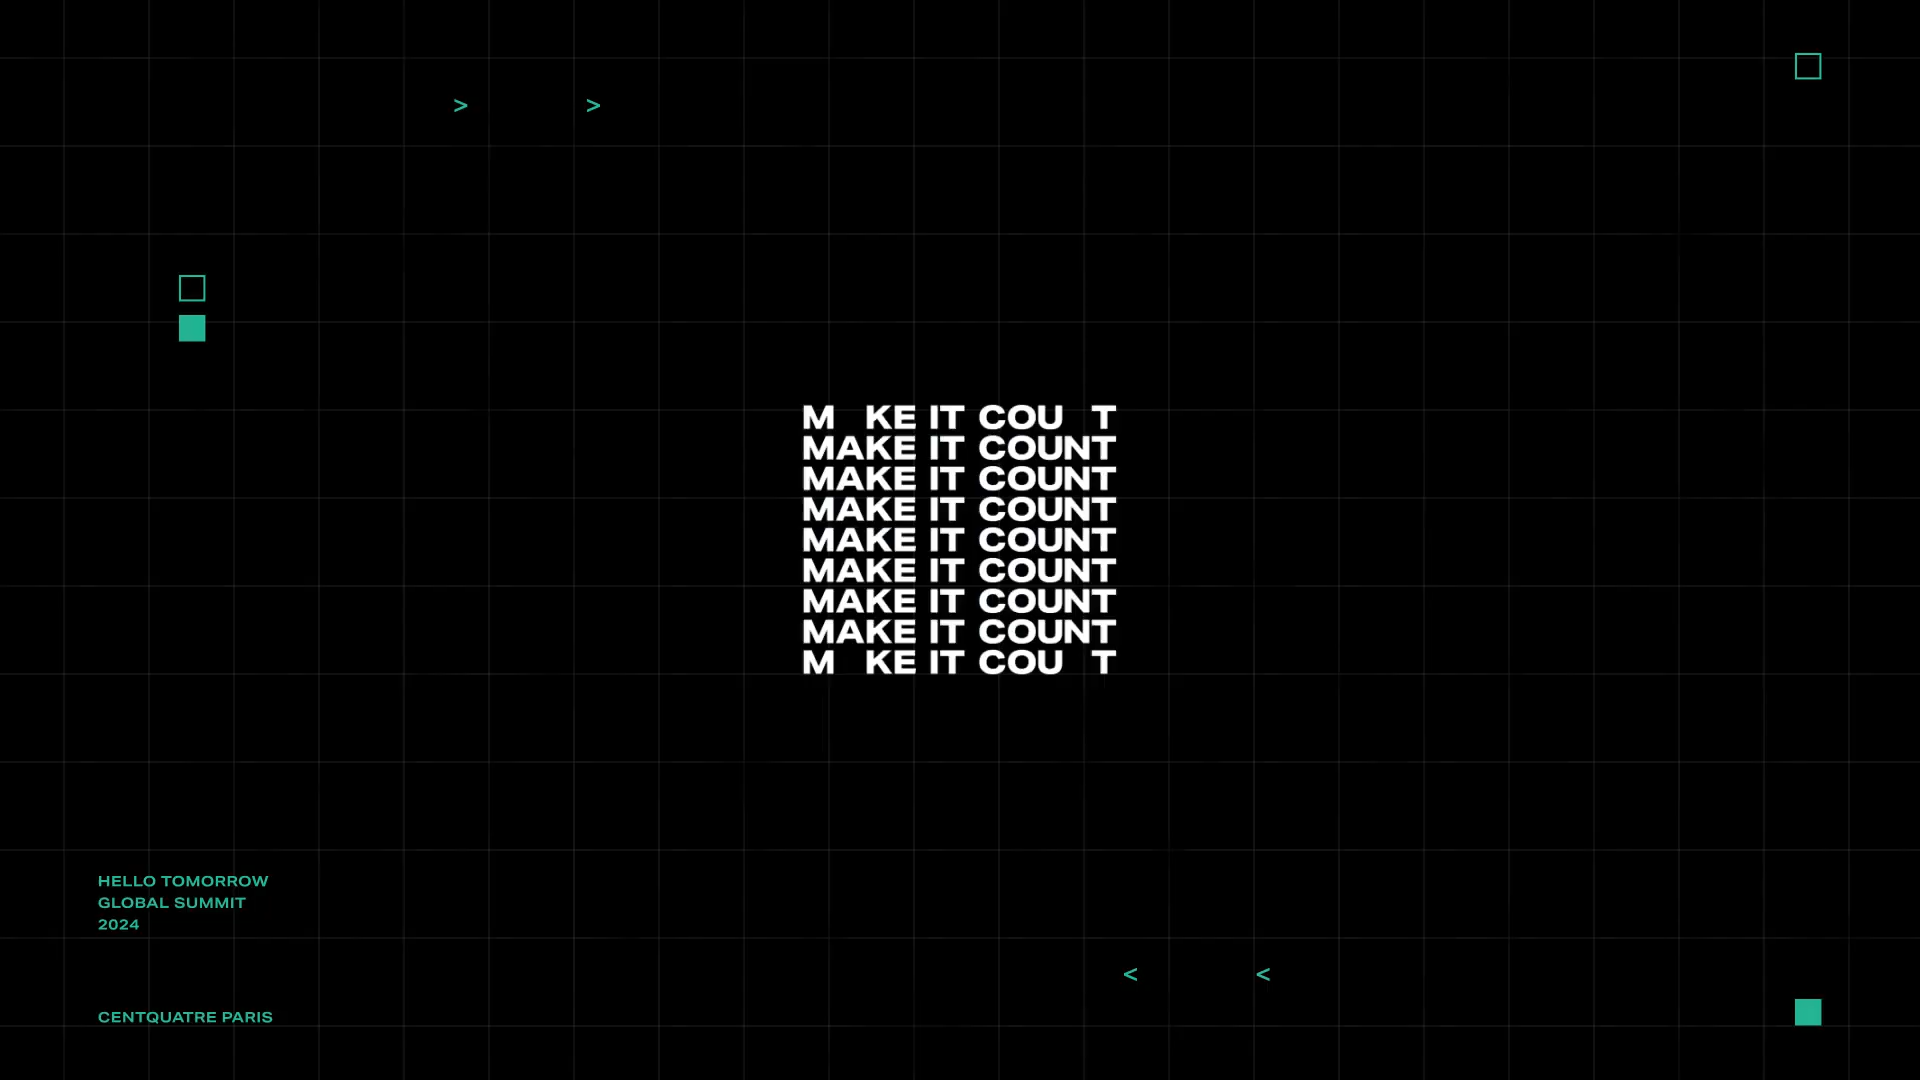 > >
M KE IT COU T
MAKE IT COUNT
MAKE IT COUNT
MAKE IT COUNT
MAKE IT COUNT
MAKE IT COUNT
MAKE IT COUNT
MAKE IT COUNT
M KE IT COU T
HELLO TOMORROW
GLOBAL SUMMIT
2024
< <
CENTQUATRE PARIS